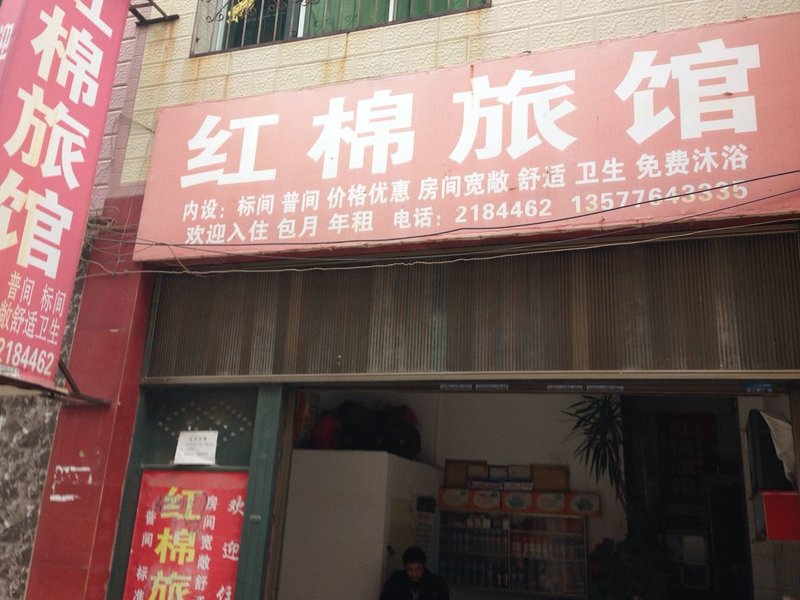 红棉旅馆
内设：标间 普间 价格优惠 房间宽敞 舒适 卫生 免费沐浴
欢迎入住 包月 年租 电话：2184462 13577643335
迎
红棉旅馆
普间 标间
敞舒适卫生
2184462
欢迎住
房间宽敞舒
红棉旅
普间 标准